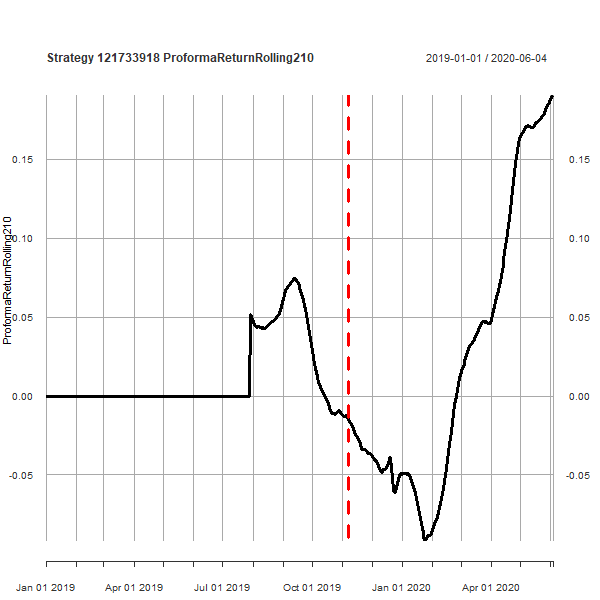 Strategy 121733918 ProformaReturnRolling210
2019-01-01 / 2020-06-04
ProformaReturnRolling210
0.15
0.15
0.10
0.10
0.05
0.05
0.00
0.00
-0.05
-0.05
Jan 01 2019
Apr 01 2019
Jul 01 2019
Oct 01 2019
Jan 01 2020
Apr 01 2020